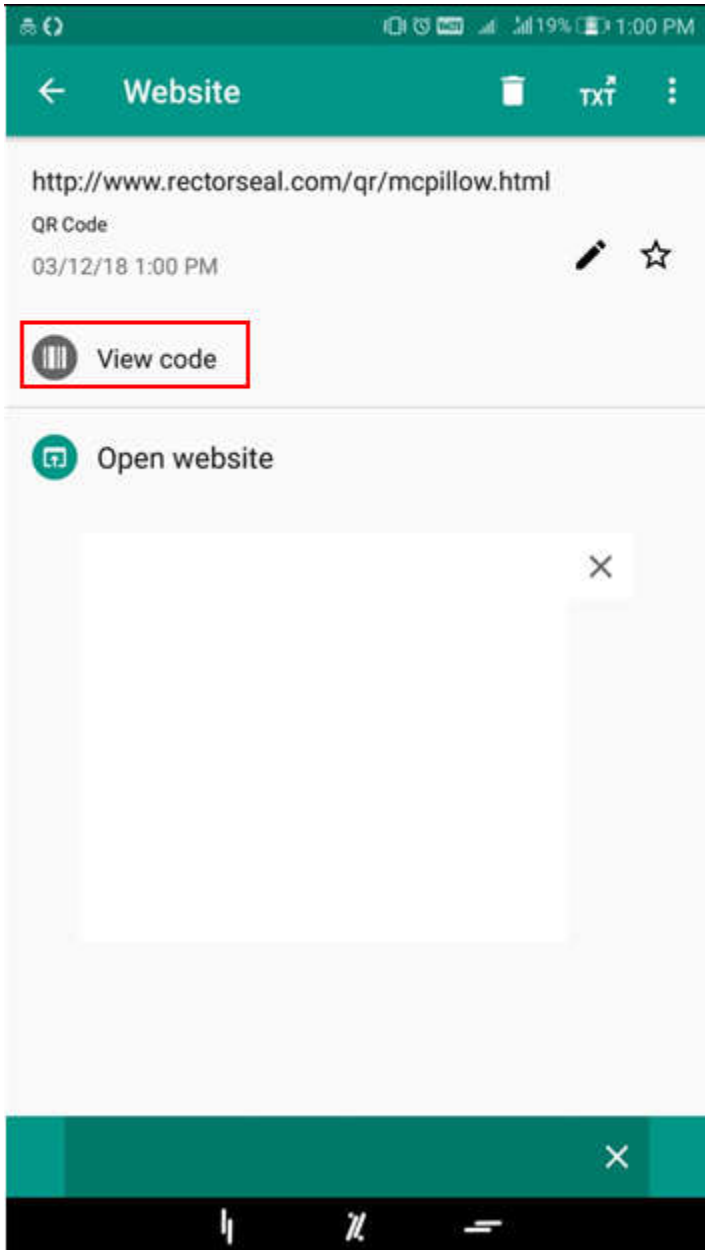 19% 1:00 PM
Website
TXT
http://www.rectorseal.com/qr/mcpillow.html
QR Code
03/12/18 1:00 PM
View code
Open website